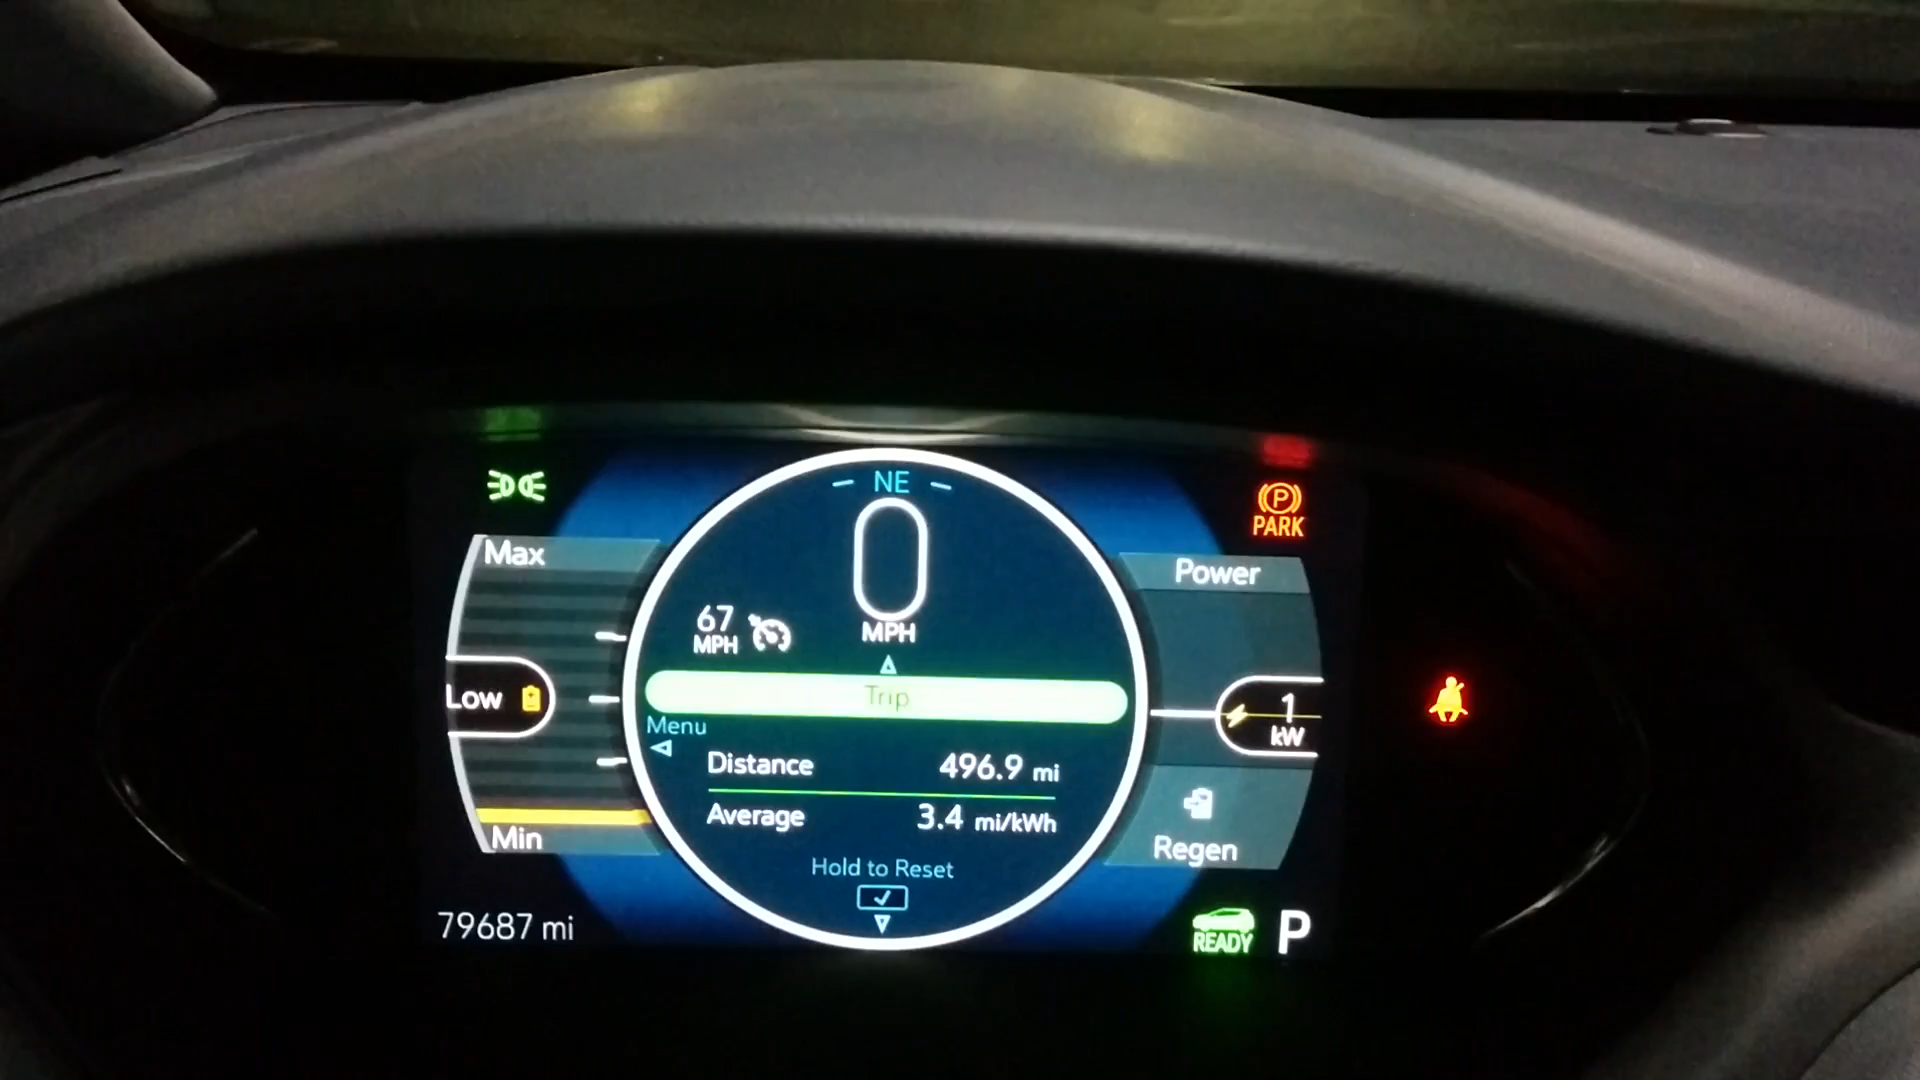 NE
PARK
Max
Power
0
67
MPH
MPH
Low
Trip
1
kW
Menu
Distance 496.9 mi
Average 3.4 mi/kWh
Min
Regen
Hold to Reset
79687 mi
READY
P